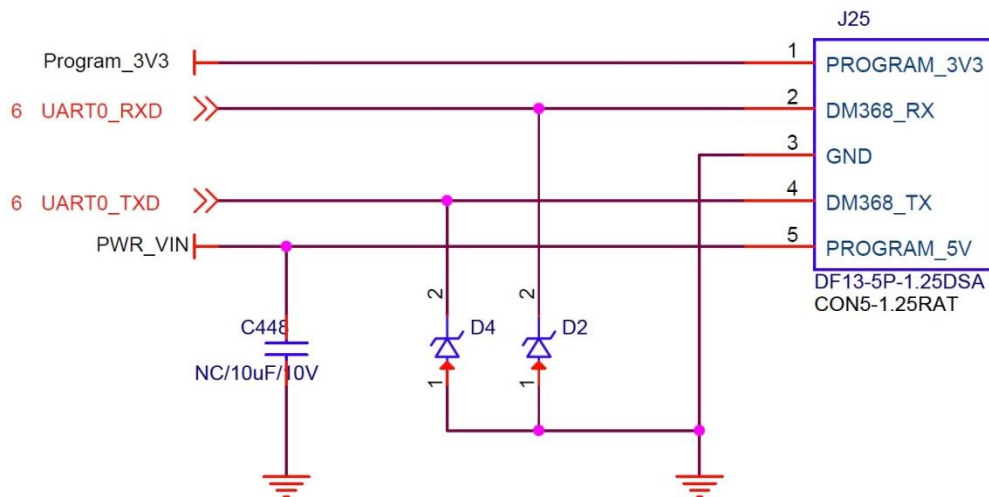 J25
Program_3V3 1 PROGRAM_3V3
6 UART0_RXD 2 DM368_RX
3 GND
6 UART0_TXD 4 DM368_TX
PWR_VIN 5 PROGRAM_5V
DF13-5P-1.25DSA
CON5-1.25RAT
2 2
C448 D4 D2
NC/10uF/10V
1 1